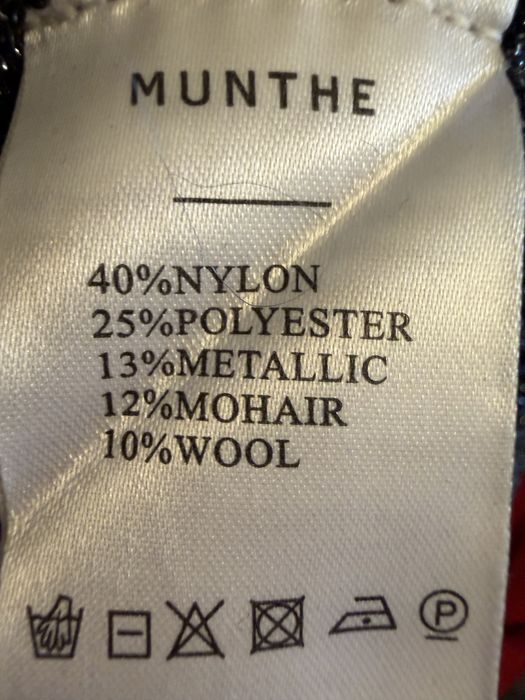 MUNTHE
40%NYLON
25%POLYESTER
13%METALLIC
12%MOHAIR
10%WOOL
P